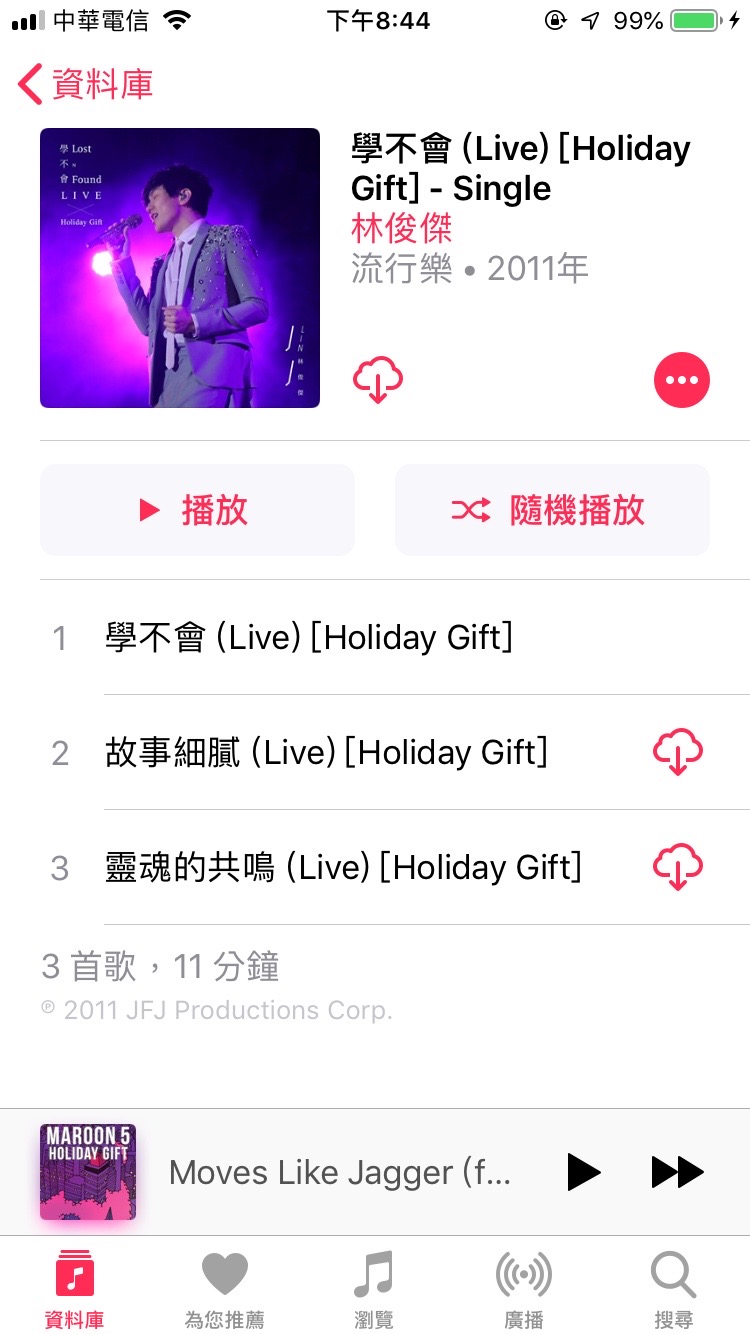 中華電信 下午8:44 99%
資料庫
學 Lost
不 N
會 Found
LIVE
Holiday Gift
JJ LIN 林俊傑
學不會 (Live) [Holiday
Gift] - Single
林俊傑
流行樂 • 2011年
播放
隨機播放
1 學不會 (Live) [Holiday Gift]
2 故事細膩 (Live) [Holiday Gift]
3 靈魂的共鳴 (Live) [Holiday Gift]
3 首歌，11 分鐘
℗ 2011 JFJ Productions Corp.
MAROON 5
HOLIDAY GIFT
Moves Like Jagger (f...
資料庫 為您推薦 瀏覽 廣播 搜尋